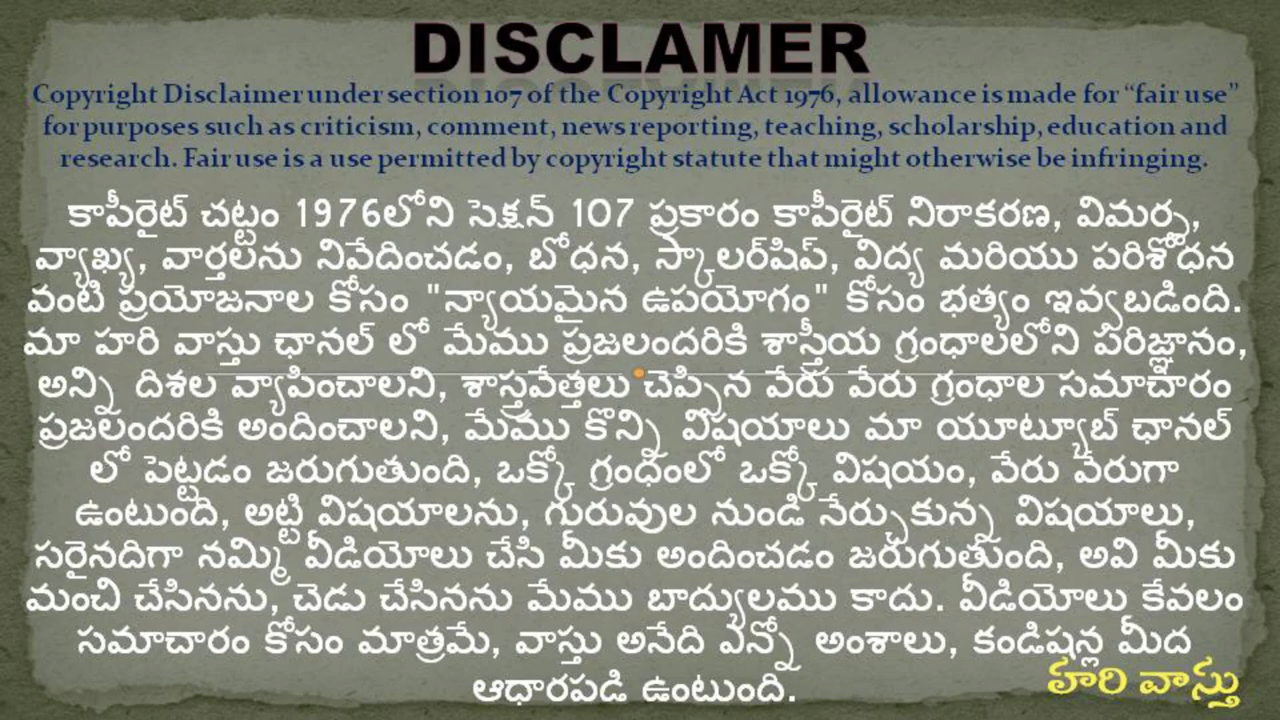 DISCLAMER
Copyright Disclaimer under section 107 of the Copyright Act 1976, allowance is made for “fair use”
for purposes such as criticism, comment, news reporting, teaching, scholarship, education and
research. Fair use is a use permitted by copyright statute that might otherwise be infringing.
కాపీరైట్ చట్టం 1976లోని సెక్షన్ 107 ప్రకారం కాపీరైట్ నిరాకరణ, విమర్శ,
వ్యాఖ్య, వార్తలను నివేదించడం, బోధన, స్కాలర్‌షిప్, విద్య మరియు పరిశోధన
వంటి ప్రయోజనాల కోసం "న్యాయమైన ఉపయోగం" కోసం భత్యం ఇవ్వబడింది.
మా హరి వాస్తు ఛానల్ లో మేము ప్రజలందరికి శాస్త్రీయ గ్రంధాలలోని పరిజ్ఞానం,
అన్ని దిశల వ్యాపించాలని, శాస్త్రవేత్తలు చెప్పిన వేరు వేరు గ్రంధాల సమాచారం
ప్రజలందరికి అందించాలని, మేము కొన్ని విషయాలు మా యూట్యూబ్ ఛానల్
లో పెట్టడం జరుగుతుంది, ఒక్కో గ్రంధంలో ఒక్కో విషయం, వేరు వేరుగా
ఉంటుంది, అట్టి విషయాలను, గురువుల నుండి నేర్చుకున్న విషయాలు,
సరైనదిగా నమ్మి వీడియోలు చేసి మీకు అందించడం జరుగుతుంది, అవి మీకు
మంచి చేసినను, చెడు చేసినను మేము బాద్యులము కాదు. వీడియోలు కేవలం
సమాచారం కోసం మాత్రమే, వాస్తు అనేది ఎన్నో అంశాలు, కండిషన్ల మీద
ఆధారపడి ఉంటుంది.
హరి వాస్తు